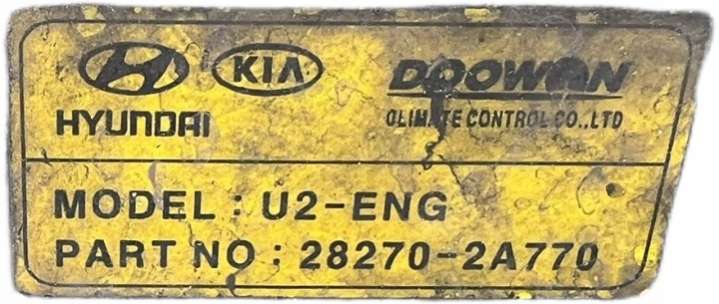 KIA DOOWON
HYUNDAI CLIMATE CONTROL CO.,LTD
MODEL : U2-ENG
PART NO : 28270-2A770